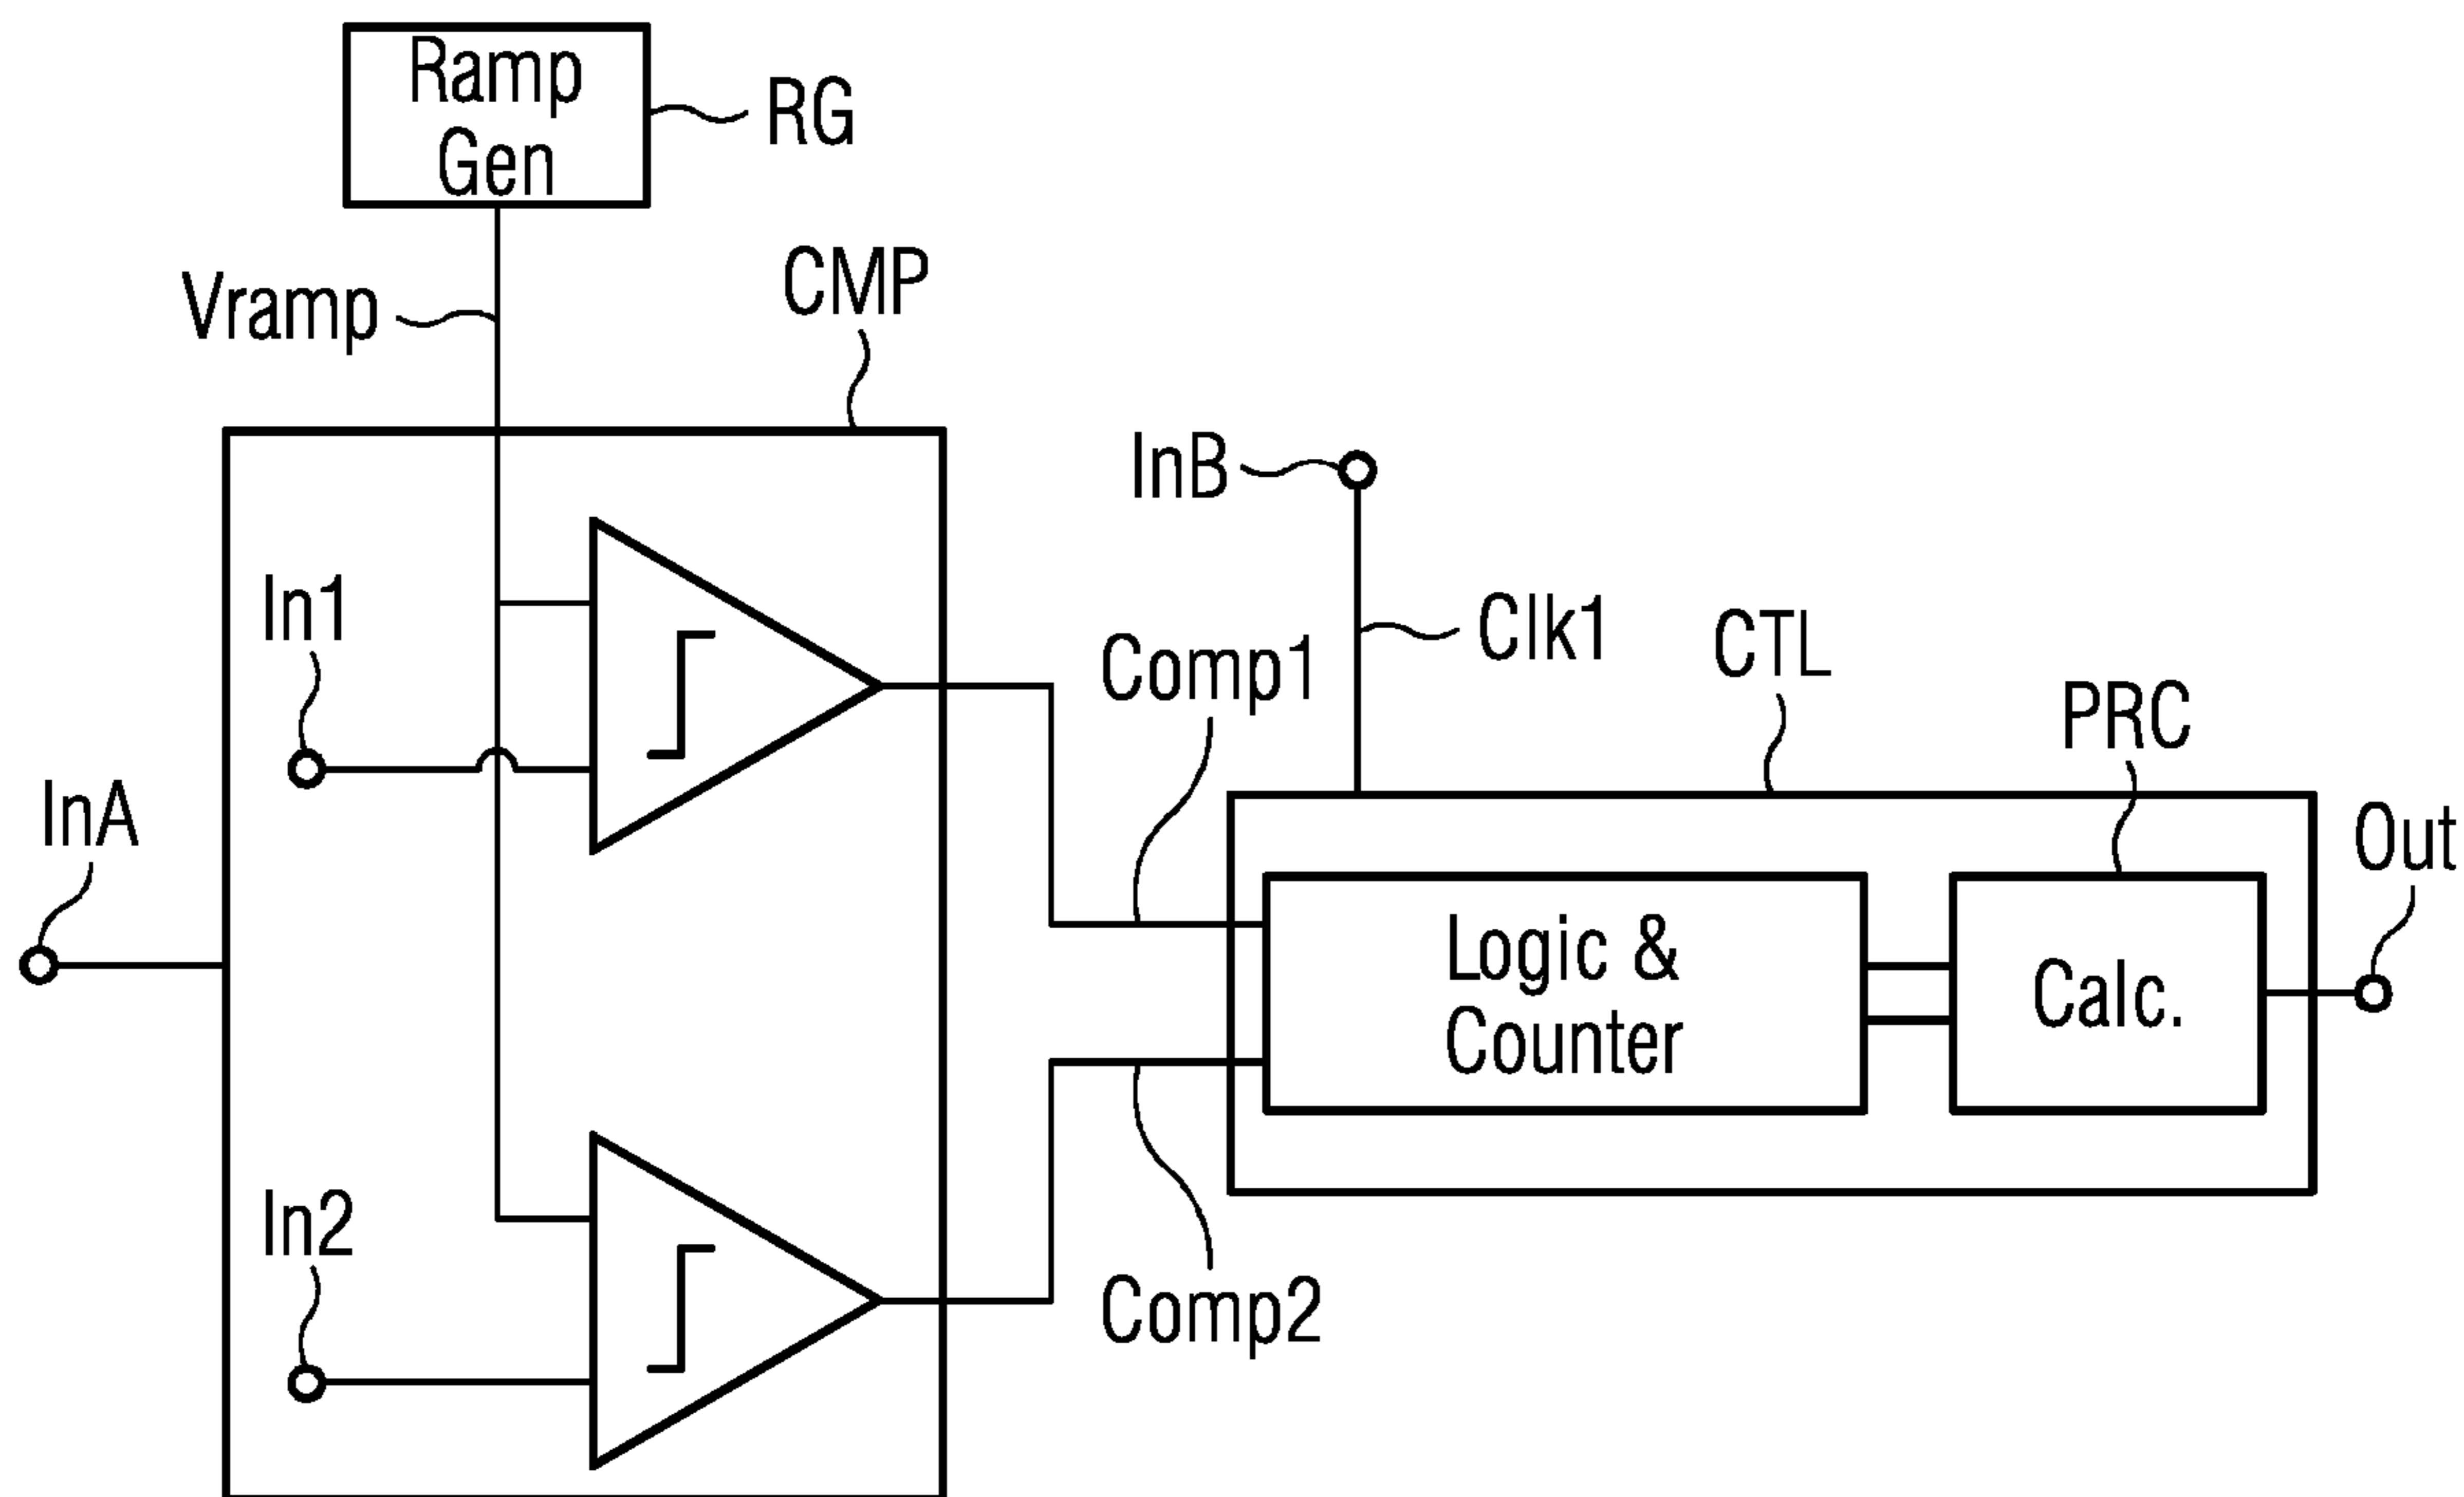 Ramp
Gen
RG
Vramp
CMP
InB
In1
Clk1
CTL
Comp1
PRC
InA
Out
Logic &
Counter
Calc.
In2
Comp2